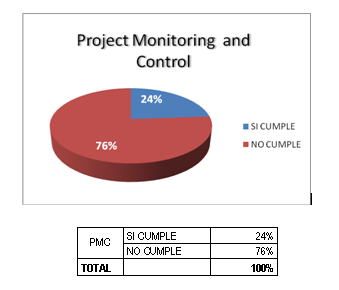 Project Monitoring and
Control
24%
76%
SI CUMPLE
NO CUMPLE
PMC SI CUMPLE 24%
NO CUMPLE 76%
TOTAL 100%